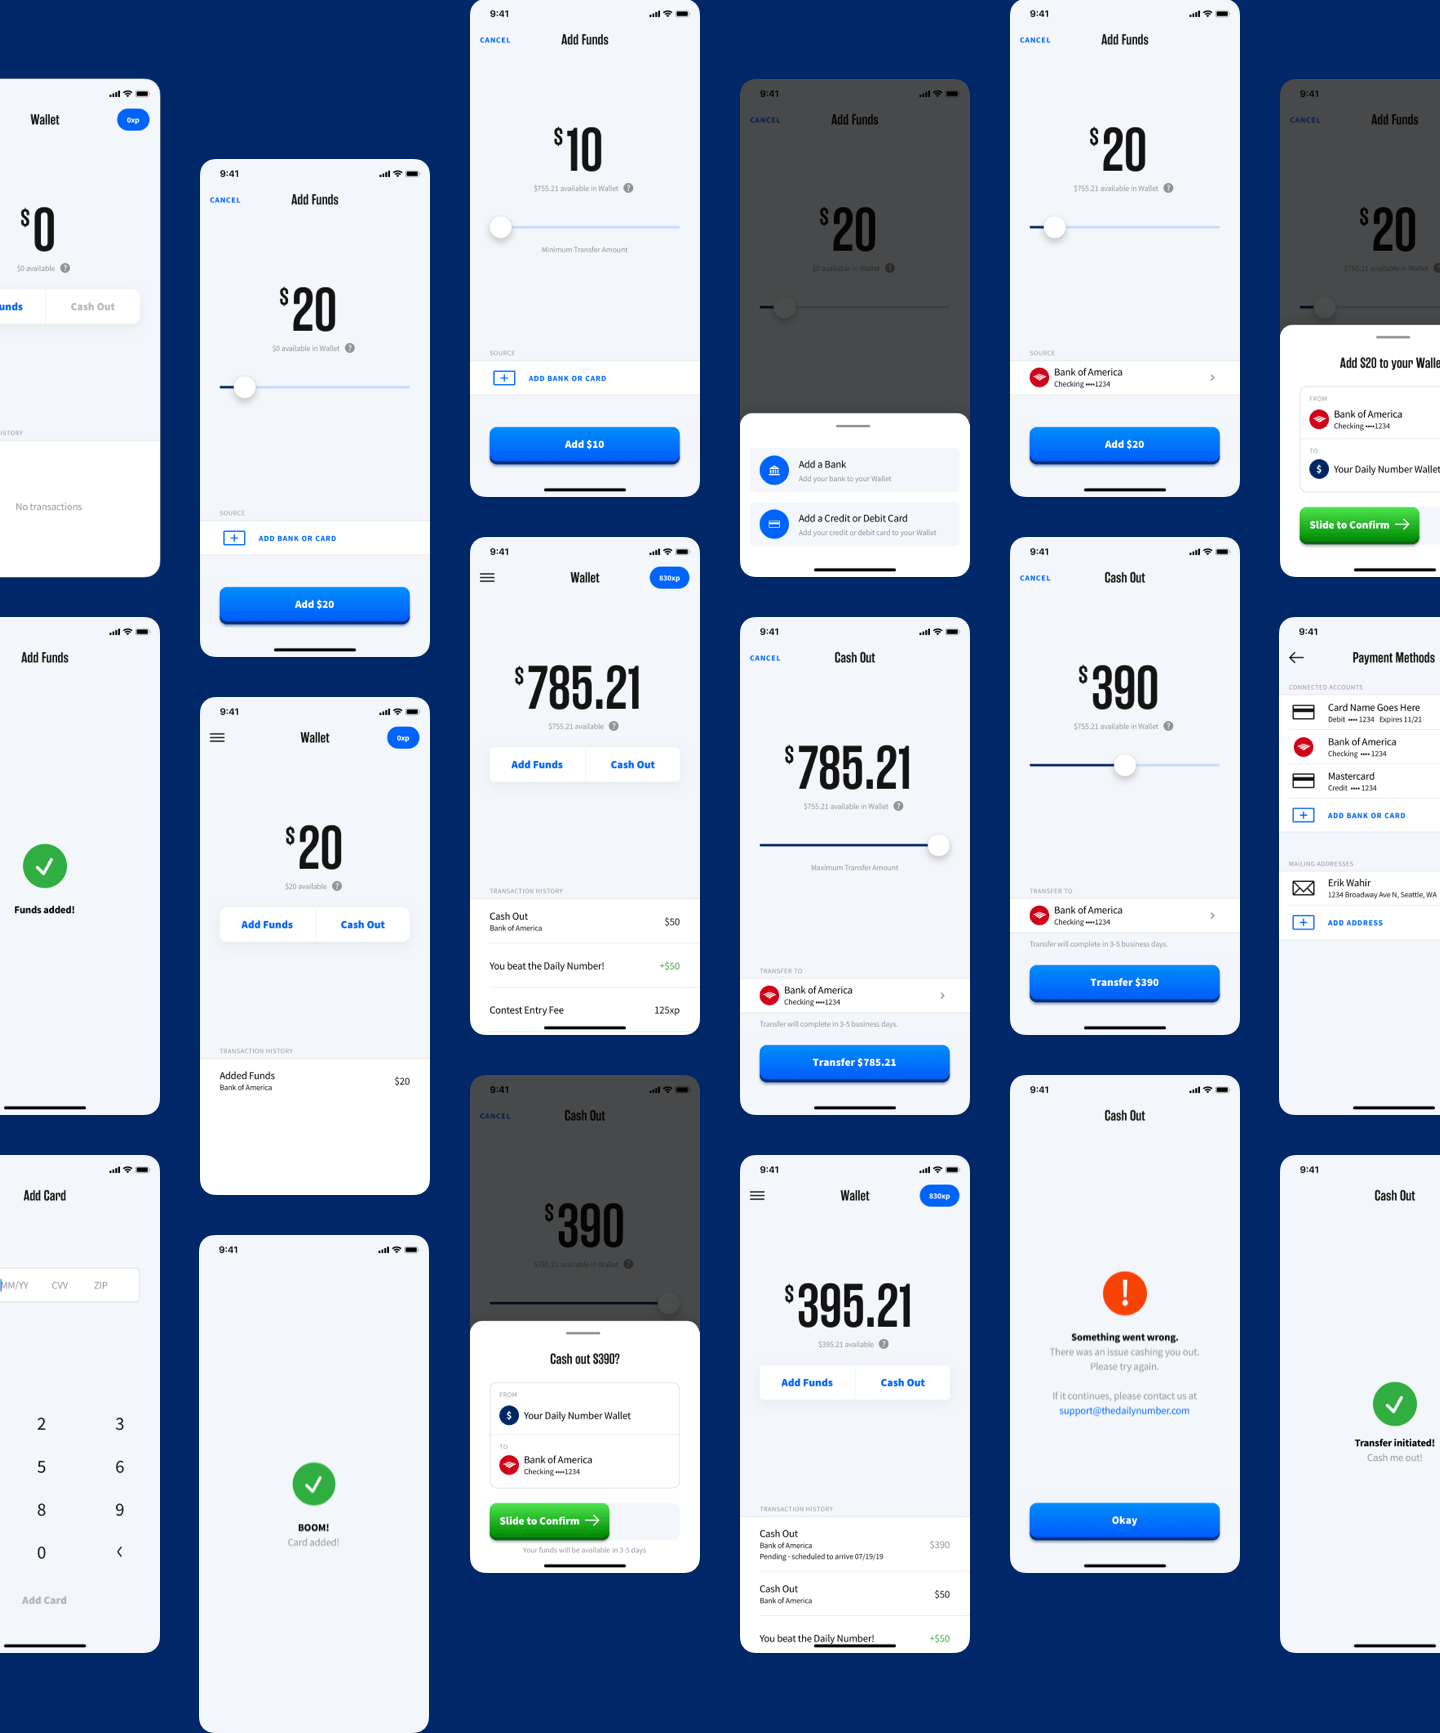 Wallet
0xp
$0
$0 available ?
unds
Cash Out
ISTORY
No transactions
Add Funds
Funds added!
Add Card
MM/YY
CVV
ZIP
2
3
5
6
8
9
0
Add Card
9:41
CANCEL
Add Funds
$20
$0 available in Wallet ?
SOURCE
ADD BANK OR CARD
Add $20
9:41
Wallet
0xp
$20
$20 available ?
Add Funds
Cash Out
TRANSACTION HISTORY
Added Funds
$20
Bank of America
9:41
BOOM!
Card added!
9:41
CANCEL
Add Funds
$10
$755.21 available in Wallet ?
Minimum Transfer Amount
SOURCE
ADD BANK OR CARD
Add $10
9:41
Wallet
830xp
$785.21
$755.21 available ?
Add Funds
Cash Out
TRANSACTION HISTORY
Cash Out
$50
Bank of America
You beat the Daily Number!
+$50
Contest Entry Fee
125xp
9:41
CANCEL
Cash Out
$390
$755.21 available in Wallet ?
Cash out $390?
FROM
$ Your Daily Number Wallet
TO
Bank of America
Checking ••••1234
Slide to Confirm
Your funds will be available in 3-5 days
9:41
CANCEL
Add Funds
$20
$0 available in Wallet ?
Add a Bank
Add your bank to your Wallet
Add a Credit or Debit Card
Add your credit or debit card to your Wallet
9:41
CANCEL
Cash Out
$785.21
$755.21 available in Wallet ?
Maximum Transfer Amount
TRANSFER TO
Bank of America
Checking ••••1234
Transfer will complete in 3-5 business days.
Transfer $785.21
9:41
Wallet
830xp
$395.21
$395.21 available ?
Add Funds
Cash Out
TRANSACTION HISTORY
Cash Out
Bank of America
$390
Pending - scheduled to arrive 07/19/19
Cash Out
$50
Bank of America
You beat the Daily Number!
+$50
9:41
CANCEL
Add Funds
$20
$755.21 available in Wallet ?
SOURCE
Bank of America
Checking ••••1234
Add $20
9:41
CANCEL
Cash Out
$390
$755.21 available in Wallet ?
TRANSFER TO
Bank of America
Checking ••••1234
Transfer will complete in 3-5 business days.
Transfer $390
9:41
Cash Out
!
Something went wrong.
There was an issue cashing you out.
Please try again.
If it continues, please contact us at
support@thedailynumber.com
Okay
9:41
CANCEL
Add Funds
$20
$755.21 available in Wallet ?
Add $20 to your Walle
FROM
Bank of America
Checking ••••1234
TO
$ Your Daily Number Wallet
Slide to Confirm
9:41
Payment Methods
CONNECTED ACCOUNTS
Card Name Goes Here
Debit •••• 1234 Expires 11/21
Bank of America
Checking •••• 1234
Mastercard
Credit •••• 1234
ADD BANK OR CARD
MAILING ADDRESSES
Erik Wahir
1234 Broadway Ave N, Seattle, WA
ADD ADDRESS
9:41
Cash Out
Transfer initiated!
Cash me out!